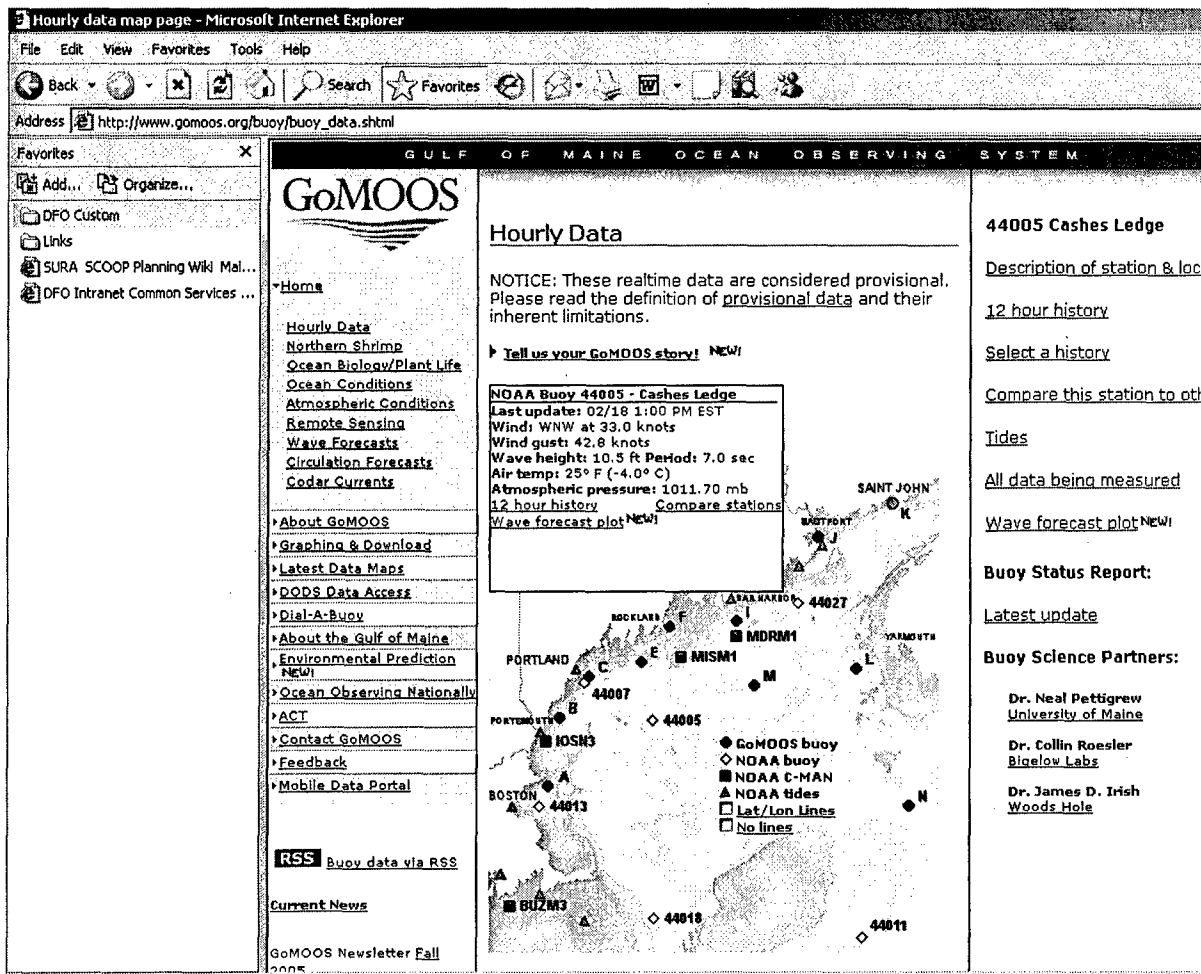 Hourly data map page - Microsoft Internet Explorer
File Edit View Favorites Tools Help
Back Search Favorites
Address http://www.gomoos.org/buoy/buoy_data.shtml
Favorites
Add... Organize...
DFO Custom
Links
SURA SCOOP Planning Wiki Mai...
DFO Intranet Common Services ...
GULF OF MAINE OCEAN OBSERVING SYSTEM
GoMOOS
Home
Hourly Data
Northern Shrimp
Ocean Biology/Plant Life
Ocean Conditions
Atmospheric Conditions
Remote Sensing
Wave Forecasts
Circulation Forecasts
Codar Currents
About GoMOOS
Graphing & Download
Latest Data Maps
DODS Data Access
Dial-A-Buoy
About the Gulf of Maine
Environmental Prediction
NEW!
Ocean Observing Nationally
ACT
Contact GoMOOS
Feedback
Mobile Data Portal
RSS Buoy data via RSS
Current News
GoMOOS Newsletter Fall
2005
Hourly Data
NOTICE: These realtime data are considered provisional.
Please read the definition of provisional data and their
inherent limitations.
Tell us your GoMOOS story! NEW!
NOAA Buoy 44005 - Cashes Ledge
Last update: 02/18 1:00 PM EST
Wind: WNW at 33.0 knots
Wind gust: 42.8 knots
Wave height: 10.5 ft Period: 7.0 sec
Air temp: 25° F (-4.0° C)
Atmospheric pressure: 1011.70 mb
12 hour history Compare stations
Wave forecast plot NEW!
SAINT JOHN
K
EASTPORT
J
BAR HARBOR
44027
ROCKLAND
F
I
MDRM1
YARMOUTH
PORTLAND
C
E
MISM1
L
M
44007
B
PORTSMOUTH
44005
IOSN3
GoMOOS buoy
NOAA buoy
NOAA C-MAN
NOAA tides
Lat/Lon Lines
No lines
A
BOSTON
44013
N
BUZM3
44018
44011
44005 Cashes Ledge
Description of station & loc
12 hour history
Select a history
Compare this station to oth
Tides
All data being measured
Wave forecast plot NEW!
Buoy Status Report:
Latest update
Buoy Science Partners:
Dr. Neal Pettigrew
University of Maine
Dr. Collin Roesler
Bigelow Labs
Dr. James D. Irish
Woods Hole